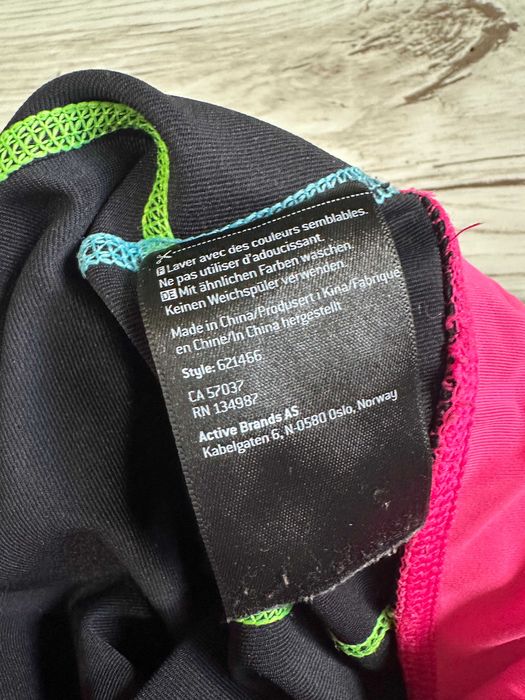 F Laver avec des couleurs semblables.
Ne pas utiliser d'adoucissant.
DE Mit ähnlichen Farben waschen.
Keinen Weichspüler verwenden.
Made in China/Produsert i Kina/Fabriqué
en Chine/In China hergestellt
Style: 621466
CA 57037
RN 134987
Active Brands AS
Kabelgaten 6, N-0580 Oslo, Norway